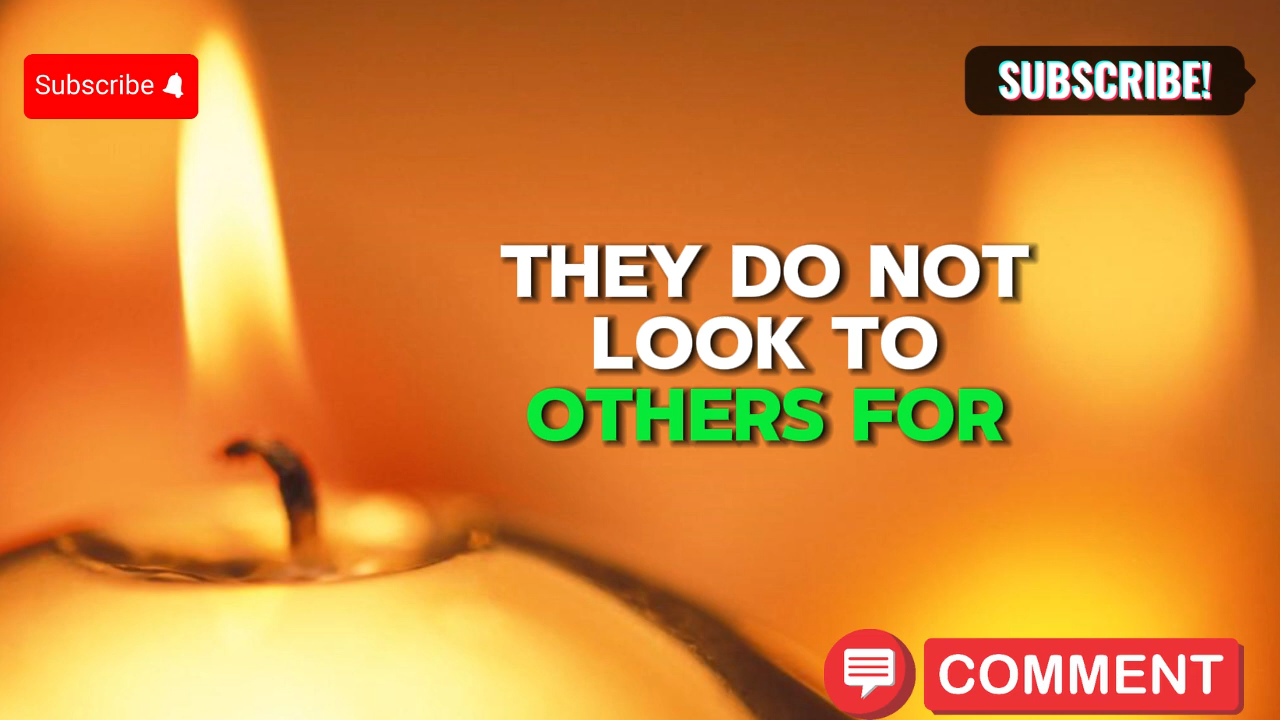 Subscribe
SUBSCRIBE!
THEY DO NOT
LOOK TO
OTHERS FOR
COMMENT